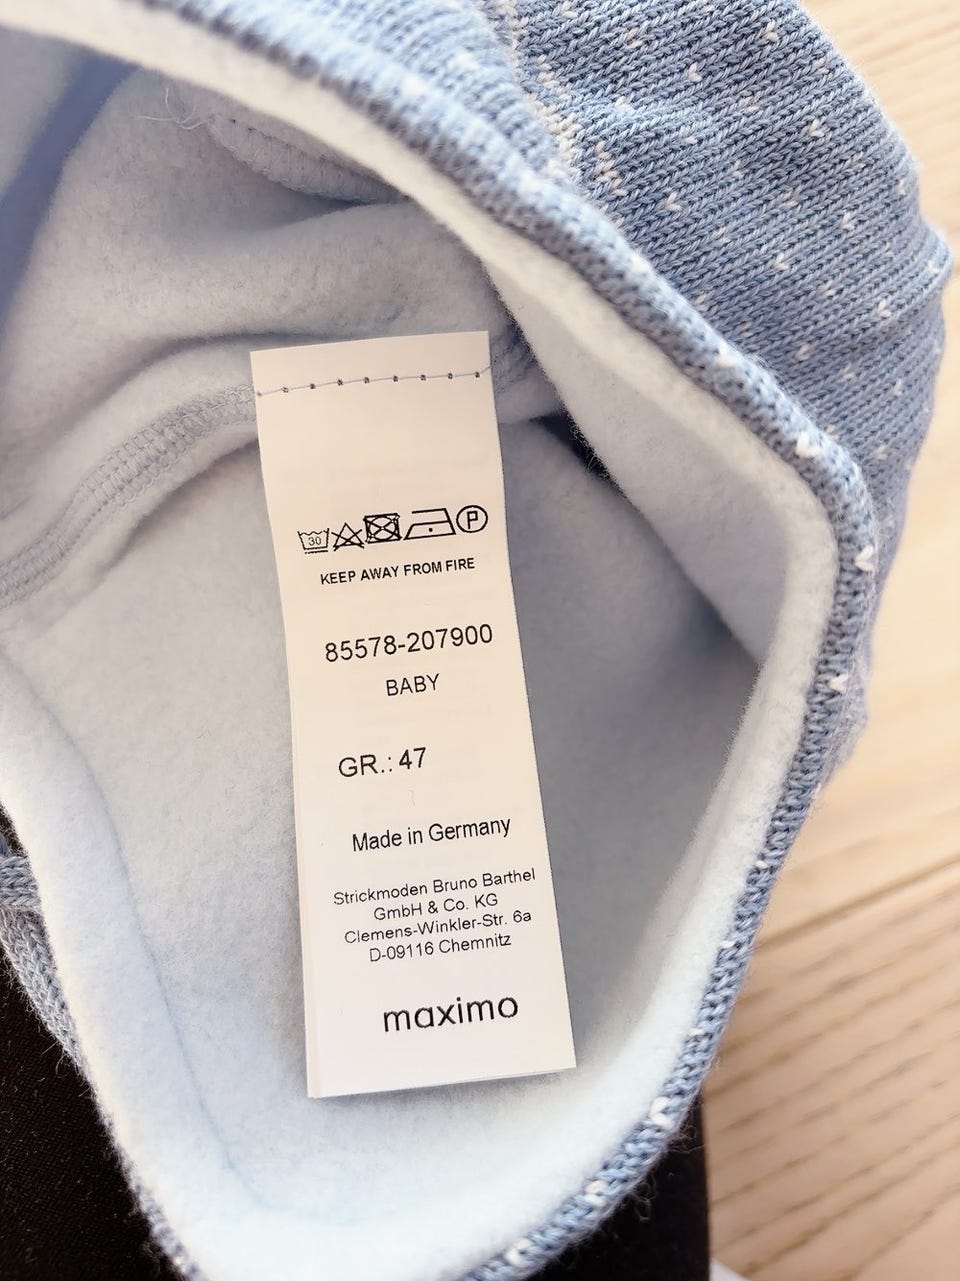 30 P
KEEP AWAY FROM FIRE
85578-207900
BABY
GR.: 47
Made in Germany
Strickmoden Bruno Barthel
GmbH & Co. KG
Clemens-Winkler-Str. 6a
D-09116 Chemnitz
maximo